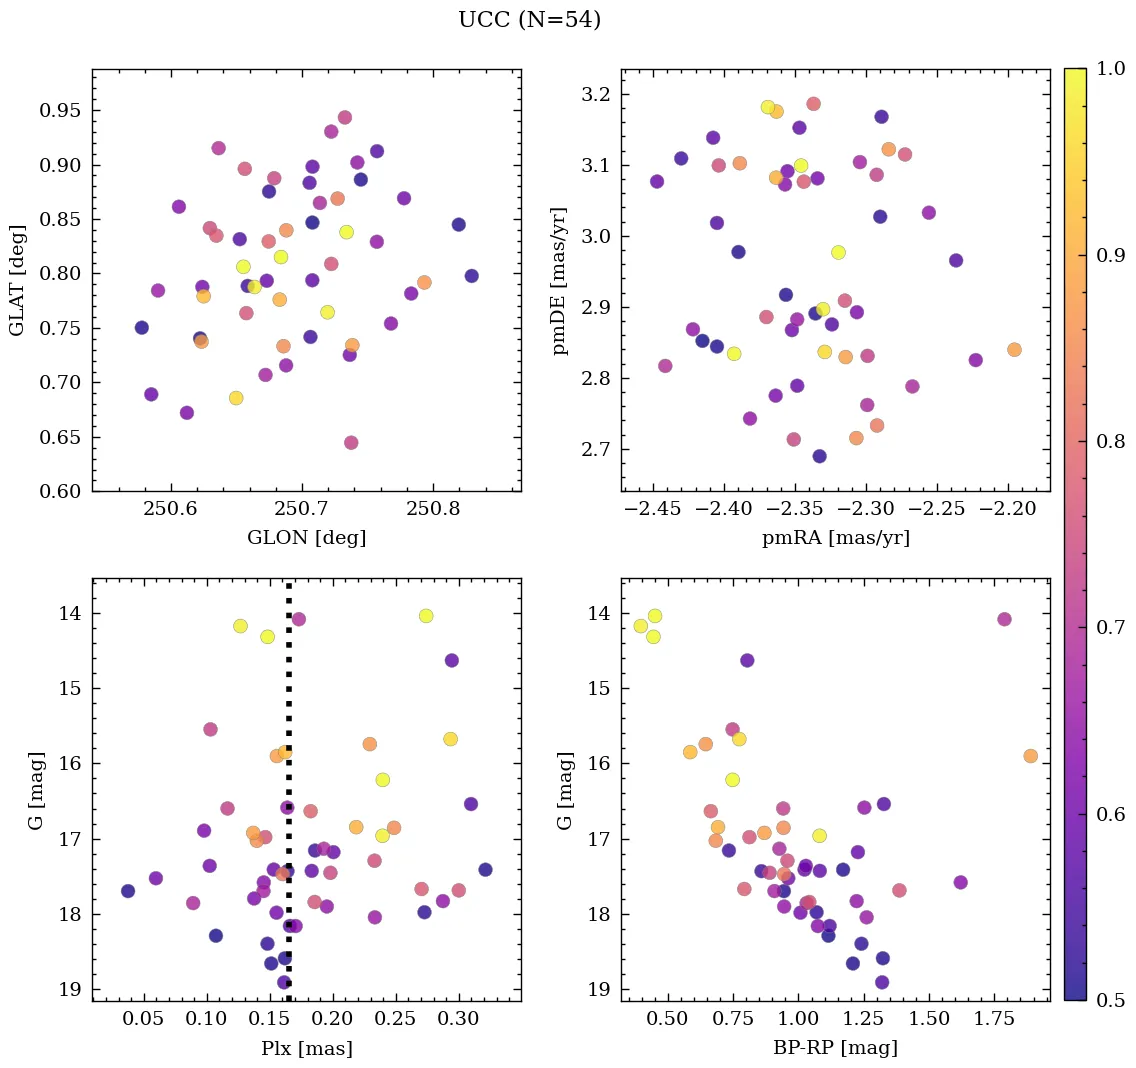 UCC (N=54)
0.95
0.90
0.85
0.80
0.75
0.70
0.65
0.60
GLAT [deg]
250.6 250.7 250.8
GLON [deg]
3.2
3.1
3.0
2.9
2.8
2.7
pmDE [mas/yr]
−2.45 −2.40 −2.35 −2.30 −2.25 −2.20
pmRA [mas/yr]
14
15
16
17
18
19
G [mag]
0.05 0.10 0.15 0.20 0.25 0.30
Plx [mas]
14
15
16
17
18
19
G [mag]
0.50 0.75 1.00 1.25 1.50 1.75
BP-RP [mag]
1.0
0.9
0.8
0.7
0.6
0.5